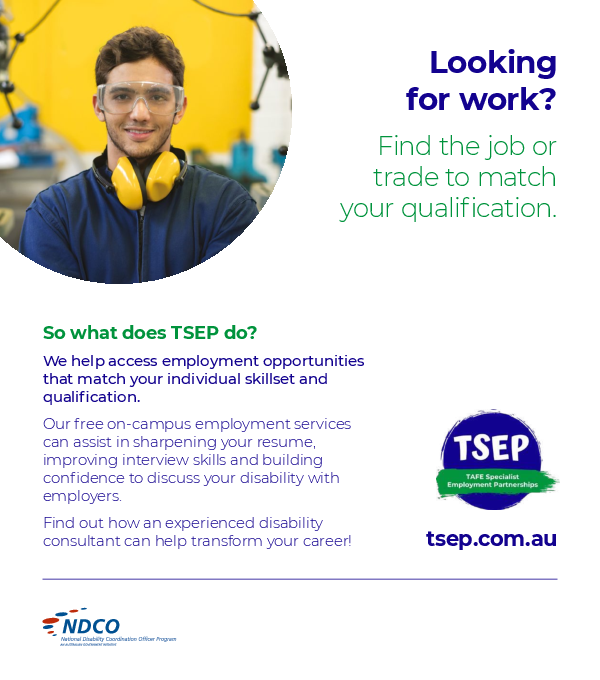 Looking
for work?
Find the job or
trade to match
your qualification.
So what does TSEP do?
We help access employment opportunities
that match your individual skillset and
qualification.
Our free on-campus employment services
can assist in sharpening your resume,
improving interview skills and building
confidence to discuss your disability with
employers.
Find out how an experienced disability
consultant can help transform your career!
TSEP
TAFE Specialist
Employment Partnerships
tsep.com.au
NDCO
National Disability Coordination Officer Program
AN AUSTRALIAN GOVERNMENT INITIATIVE